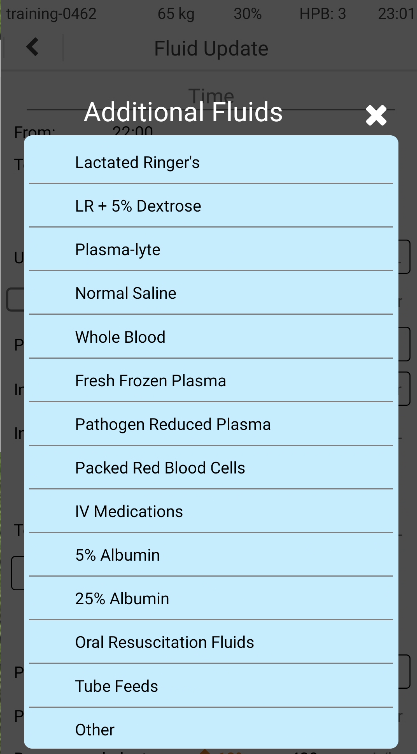 training-0462 65 kg 30% HPB: 3 23:01
Fluid Update
Time
Additional Fluids
From: 22:00
Lactated Ringer's
LR + 5% Dextrose
Plasma-lyte
Normal Saline
Whole Blood
Fresh Frozen Plasma
Pathogen Reduced Plasma
Packed Red Blood Cells
IV Medications
5% Albumin
25% Albumin
Oral Resuscitation Fluids
Tube Feeds
Other